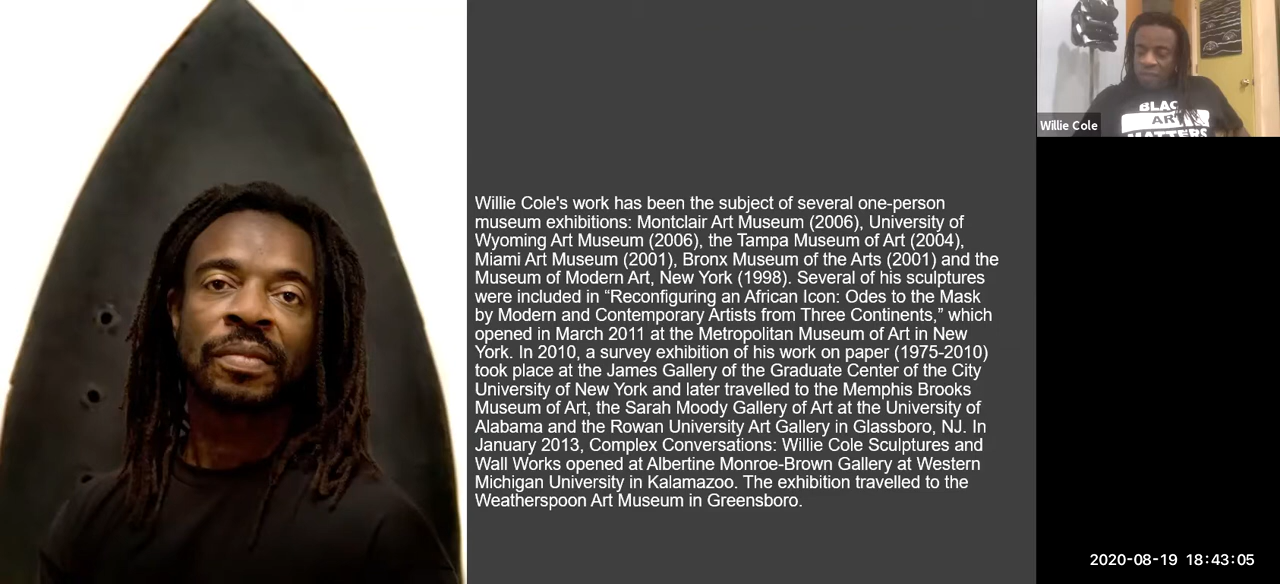 Willie Cole's work has been the subject of several one-person
museum exhibitions: Montclair Art Museum (2006), University of
Wyoming Art Museum (2006), the Tampa Museum of Art (2004),
Miami Art Museum (2001), Bronx Museum of the Arts (2001) and the
Museum of Modern Art, New York (1998). Several of his sculptures
were included in “Reconfiguring an African Icon: Odes to the Mask
by Modern and Contemporary Artists from Three Continents,” which
opened in March 2011 at the Metropolitan Museum of Art in New
York. In 2010, a survey exhibition of his work on paper (1975-2010)
took place at the James Gallery of the Graduate Center of the City
University of New York and later travelled to the Memphis Brooks
Museum of Art, the Sarah Moody Gallery of Art at the University of
Alabama and the Rowan University Art Gallery in Glassboro, NJ. In
January 2013, Complex Conversations: Willie Cole Sculptures and
Wall Works opened at Albertine Monroe-Brown Gallery at Western
Michigan University in Kalamazoo. The exhibition travelled to the
Weatherspoon Art Museum in Greensboro.
BLAC
ART
MATTERS
Willie Cole
2020-08-19 18:43:05